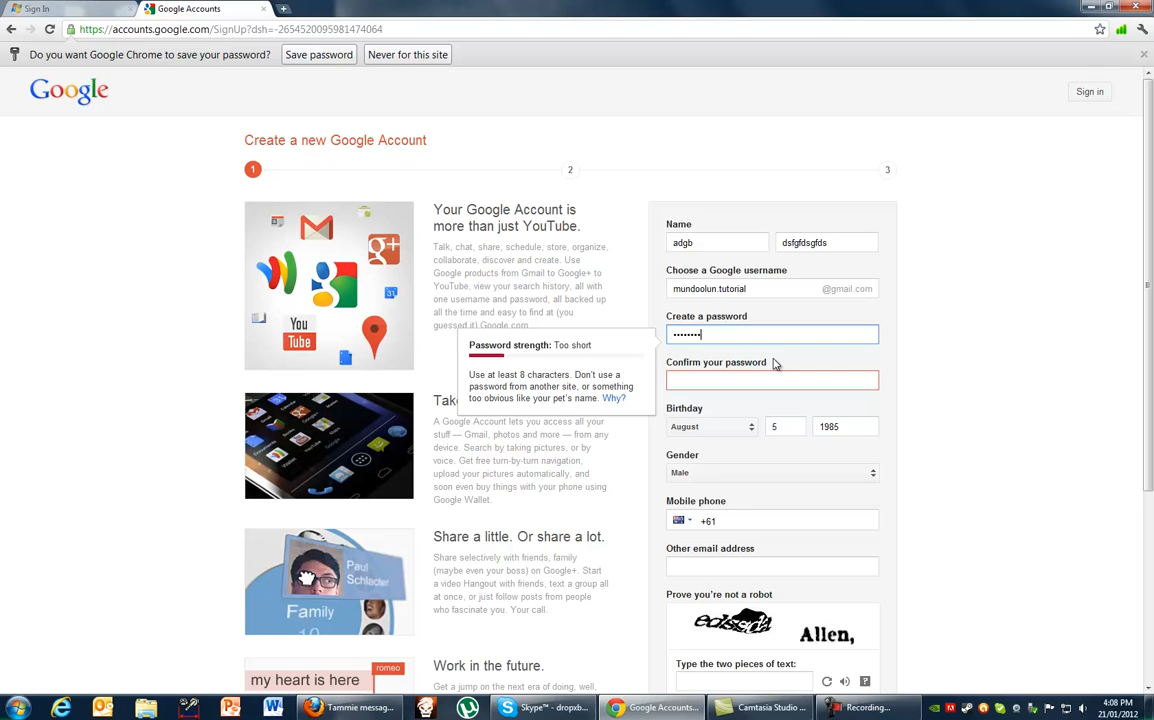 Sign In
Google Accounts
https://accounts.google.com/SignUp?dsh=-2654520095981474064
Do you want Google Chrome to save your password?
Save password
Never for this site
Google
Sign in
Create a new Google Account
1
2
3
Your Google Account is
more than just YouTube.
Talk, chat, share, schedule, store, organize,
collaborate, discover and create. Use
Google products from Gmail to Google+ to
YouTube, view your search history, all with
one username and password, all backed up
all the time and easy to find at (you
guessed it) Google.com.
You
Tube
g+
31
Take
A Google Account lets you access all your
stuff — Gmail, photos and more — from any
device. Search by taking pictures, or by
voice. Get free turn-by-turn navigation,
upload your pictures automatically, and
soon even buy things with your phone using
Google Wallet.
Share a little. Or share a lot.
Share selectively with friends, family
(maybe even your boss) on Google+. Start
a video Hangout with friends, text a group all
at once, or just follow posts from people
who fascinate you. Your call.
Paul
Schlacter
Family
10
Work in the future.
Get a jump on the next era of doing, well,
romeo
my heart is here
Name
adgb
dsfgfdsgfds
Choose a Google username
mundoolun.tutorial
@gmail.com
Create a password
••••••••
Password strength: Too short
Use at least 8 characters. Don't use a
password from another site, or something
too obvious like your pet's name. Why?
Confirm your password
Birthday
August
5
1985
Gender
Male
Mobile phone
+61
Other email address
Prove you're not a robot
Allen,
Type the two pieces of text:
Tammie messag...
Skype™ - dropxb...
Google Accounts...
Camtasia Studio ...
Recording...
4:08 PM
21/01/2012